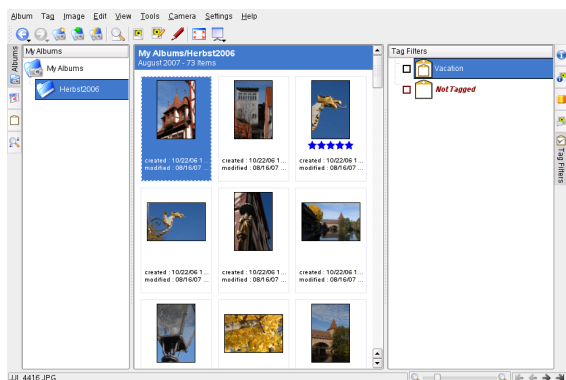 Album Tag Image Edit View Tools Camera Settings Help
Albums
My Albums
My Albums
Herbst2006
My Albums/Herbst2006
August 2007 - 73 Items
created : 10/22/06 1...
modified : 08/16/07 ...
created : 10/22/06 1...
modified : 08/16/07 ...
created : 10/22/06 1...
modified : 08/16/07 ...
created : 10/22/06 1...
modified : 08/16/07 ...
created : 10/22/06 1...
modified : 08/16/07 ...
created : 10/22/06 1...
modified : 08/16/07 ...
Tag Filters
Vacation
Not Tagged
Tag Filters
4416.JPG